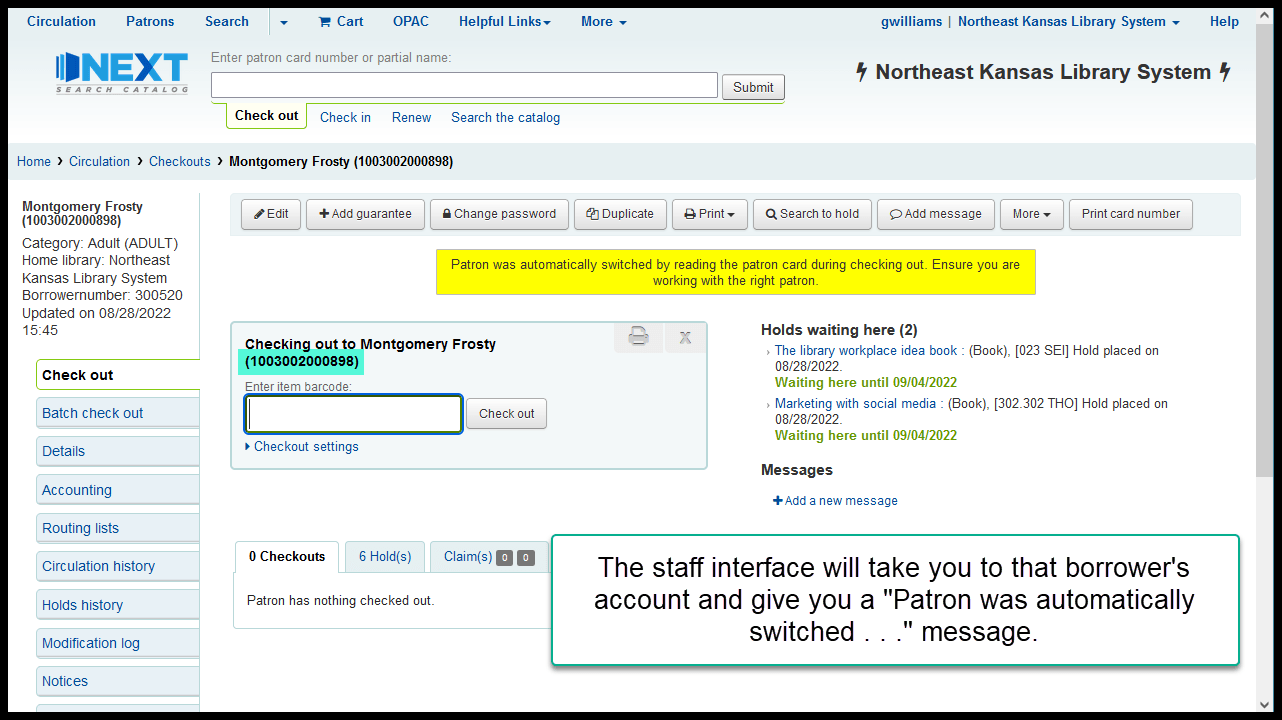 Circulation Patrons Search Cart OPAC Helpful Links More gwilliams | Northeast Kansas Library System Help
NEXT
SEARCH CATALOG
Enter patron card number or partial name:
Submit
Northeast Kansas Library System
Check out Check in Renew Search the catalog
Home › Circulation › Checkouts › Montgomery Frosty (1003002000898)
Montgomery Frosty
(1003002000898)
Category: Adult (ADULT)
Home library: Northeast
Kansas Library System
Borrowernumber: 300520
Updated on 08/28/2022
15:45
Check out
Batch check out
Details
Accounting
Routing lists
Circulation history
Holds history
Modification log
Notices
Edit Add guarantee Change password Duplicate Print Search to hold Add message More Print card number
Patron was automatically switched by reading the patron card during checking out. Ensure you are
working with the right patron.
Checking out to Montgomery Frosty
(1003002000898)
X
Enter item barcode:
Check out
Checkout settings
Holds waiting here (2)
› The library workplace idea book : (Book), [023 SEI] Hold placed on
08/28/2022.
Waiting here until 09/04/2022
› Marketing with social media : (Book), [302.302 THO] Hold placed on
08/28/2022.
Waiting here until 09/04/2022
Messages
Add a new message
0 Checkouts 6 Hold(s) Claim(s) 0 0
Patron has nothing checked out.
The staff interface will take you to that borrower's
account and give you a "Patron was automatically
switched . . ." message.